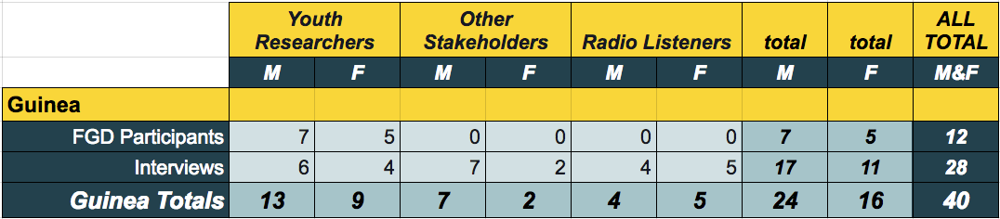 Youth Researchers Other Stakeholders Radio Listeners total total ALL TOTAL
M F M F M F M F M&F
Guinea
FGD Participants 7 5 0 0 0 0 7 5 12
Interviews 6 4 7 2 4 5 17 11 28
Guinea Totals 13 9 7 2 4 5 24 16 40